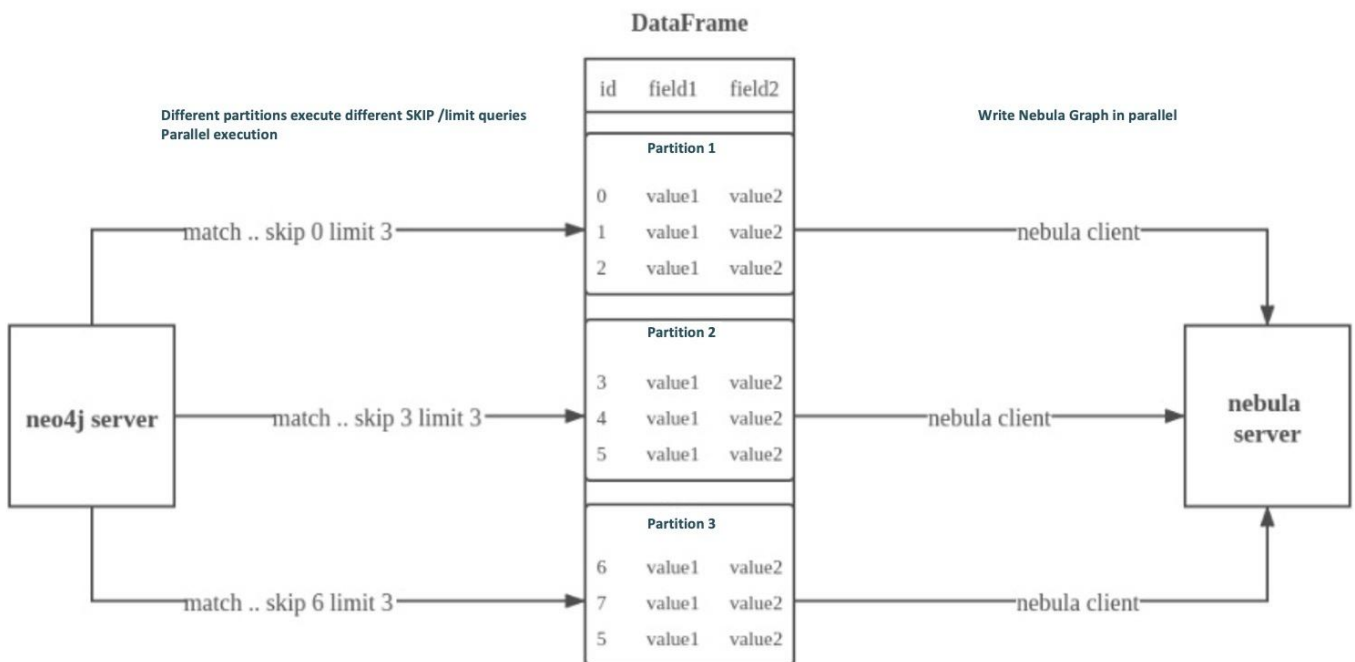 DataFrame
id field1 field2
Different partitions execute different SKIP /limit queries
Parallel execution
Write Nebula Graph in parallel
Partition 1
0 value1 value2
match .. skip 0 limit 3
1 value1 value2
nebula client
2 value1 value2
Partition 2
3 value1 value2
neo4j server
match .. skip 3 limit 3
4 value1 value2
nebula client
nebula
server
5 value1 value2
Partition 3
6 value1 value2
match .. skip 6 limit 3
7 value1 value2
nebula client
5 value1 value2